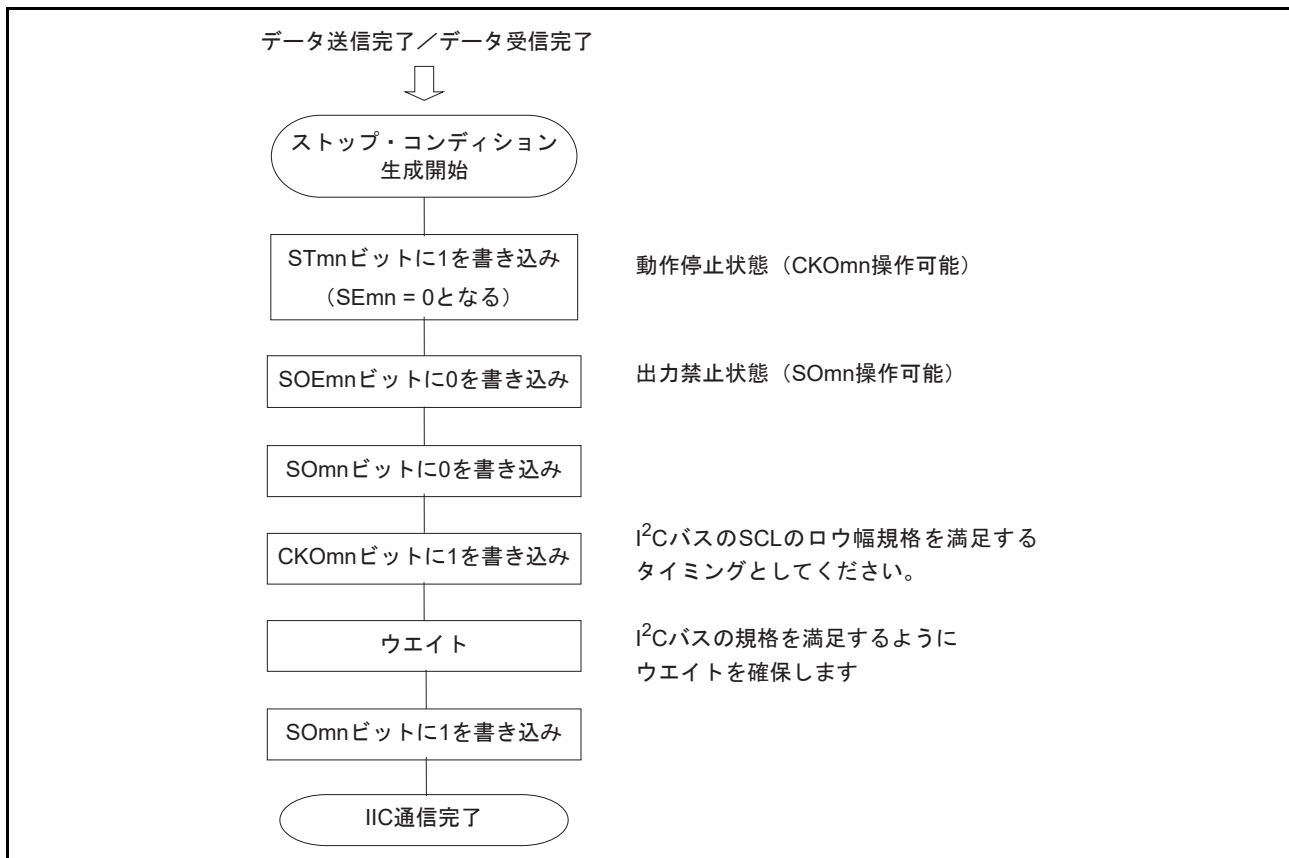 データ送信完了／データ受信完了
ストップ・コンディション
生成開始
STmnビットに1を書き込み
（SEmn = 0となる）
動作停止状態（CKOmn操作可能）
SOEmnビットに0を書き込み
出力禁止状態（SOmn操作可能）
SOmnビットに0を書き込み
CKOmnビットに1を書き込み
I²CバスのSCLのロウ幅規格を満足する
タイミングとしてください。
ウエイト
I²Cバスの規格を満足するように
ウエイトを確保します
SOmnビットに1を書き込み
IIC通信完了